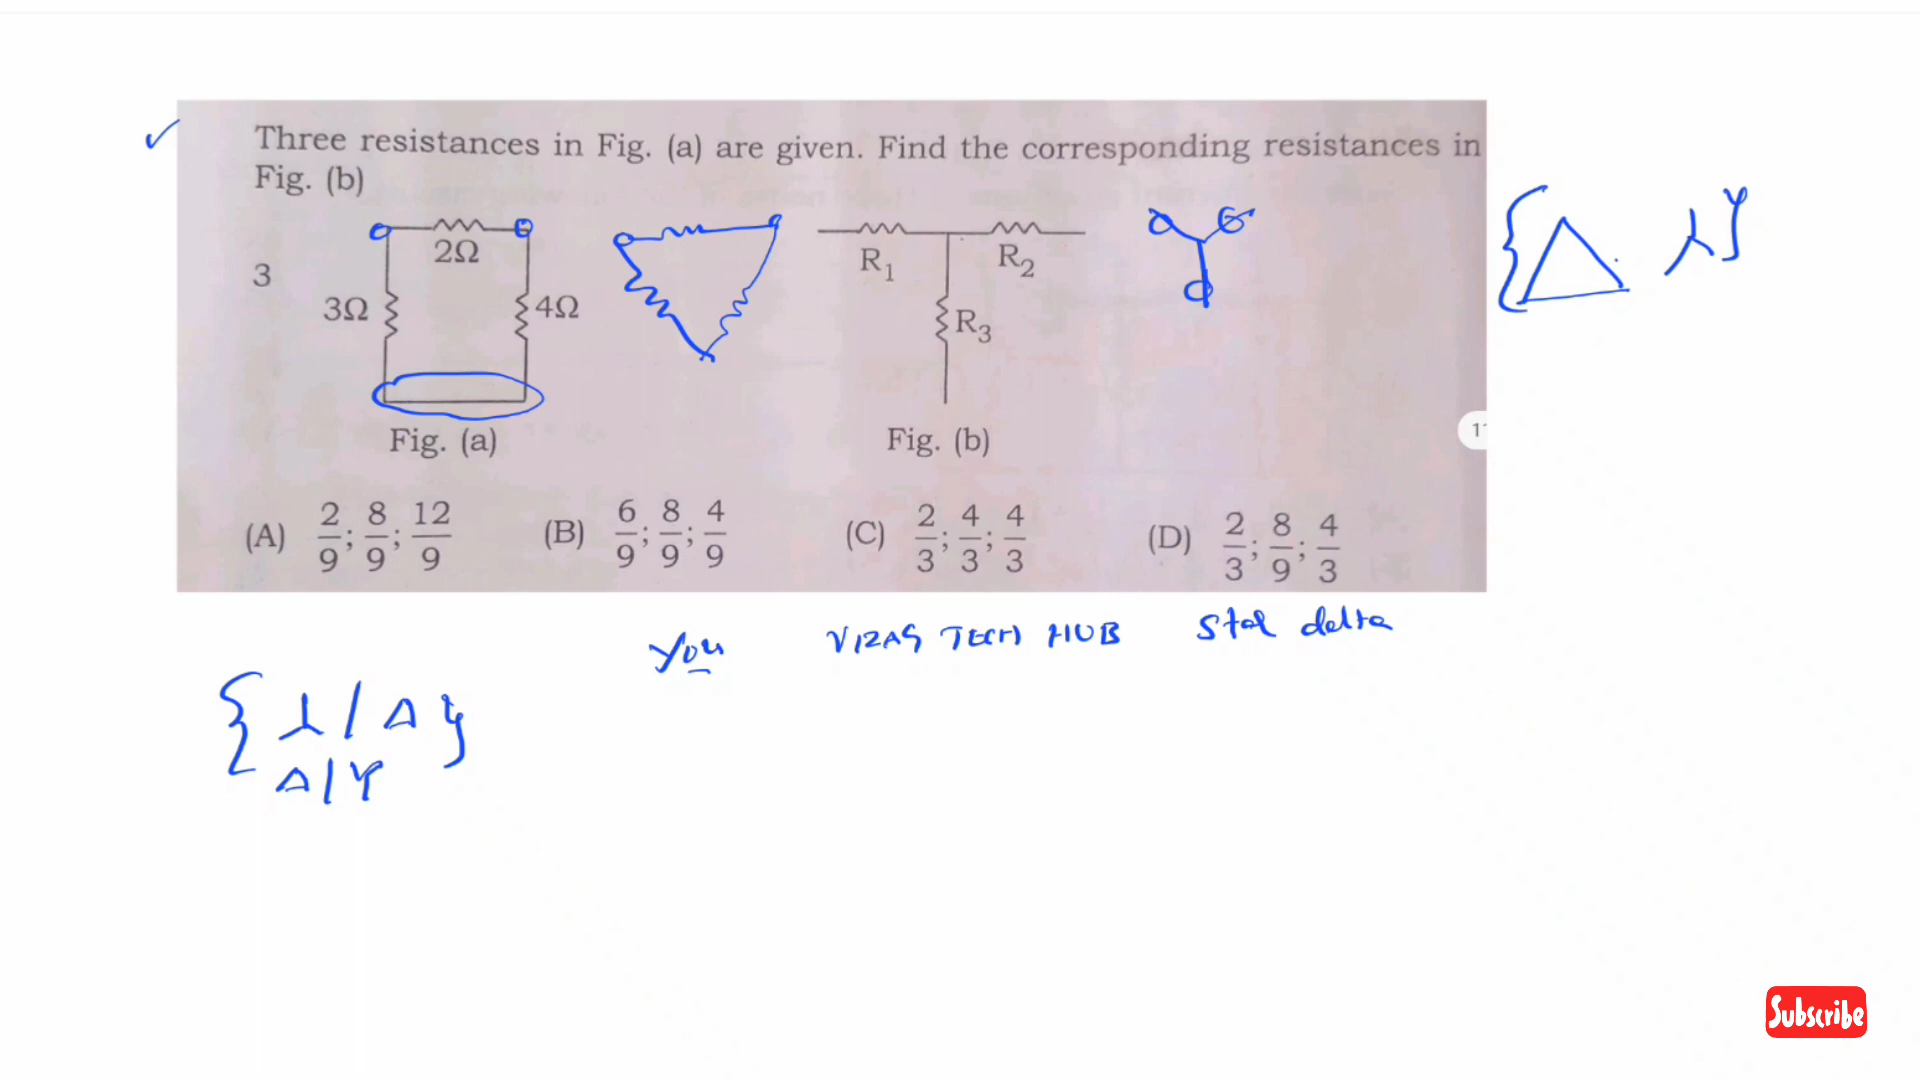 Three resistances in Fig. (a) are given. Find the corresponding resistances in
Fig. (b)
3
2Ω
3Ω
4Ω
Fig. (a)
R1
R2
R3
Fig. (b)
11
(A) 2/9; 8/9; 12/9
(B) 6/9; 8/9; 4/9
(C) 2/3; 4/3; 4/3
(D) 2/3; 8/9; 4/3
you
VIZAG TECH HUB
Star delta
{ ⅄ / Δ }
Δ / Y
Subscribe